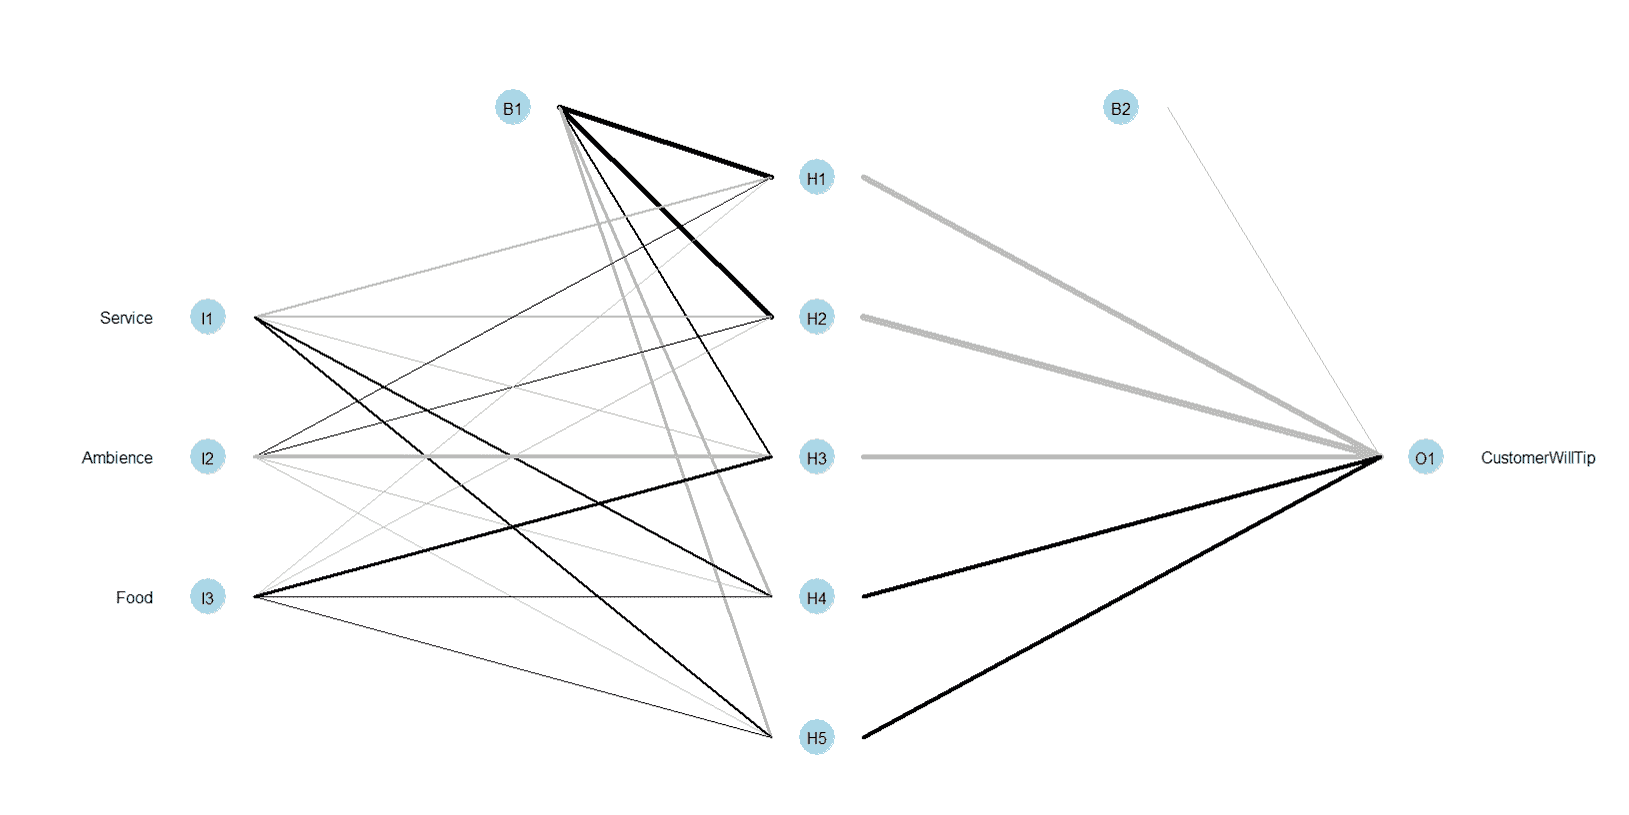 B1
B2
H1
Service I1 H2
Ambience I2 H3 O1 CustomerWillTip
Food I3 H4
H5